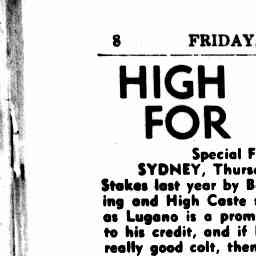 8 FRIDAY,
HIGH
FOR
Special F
SYDNEY, Thurs
Stakes last year by B
ing and High Caste
as Lugano is a prom
to his credit, and if
really good colt, then